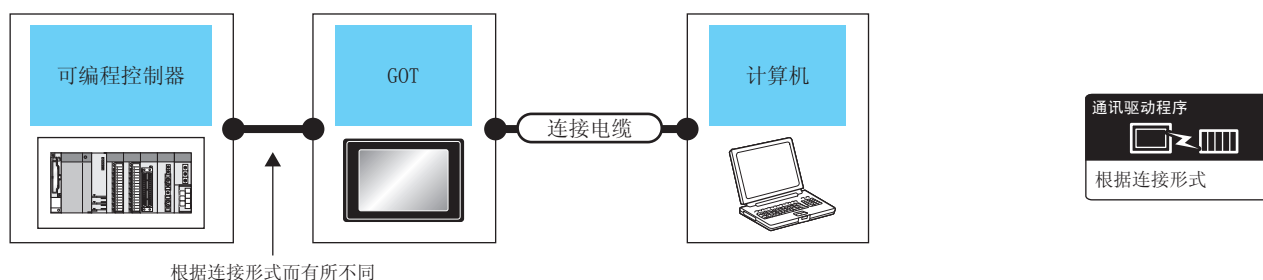 可编程控制器
GOT
计算机
连接电缆
根据连接形式而有所不同
通讯驱动程序
根据连接形式